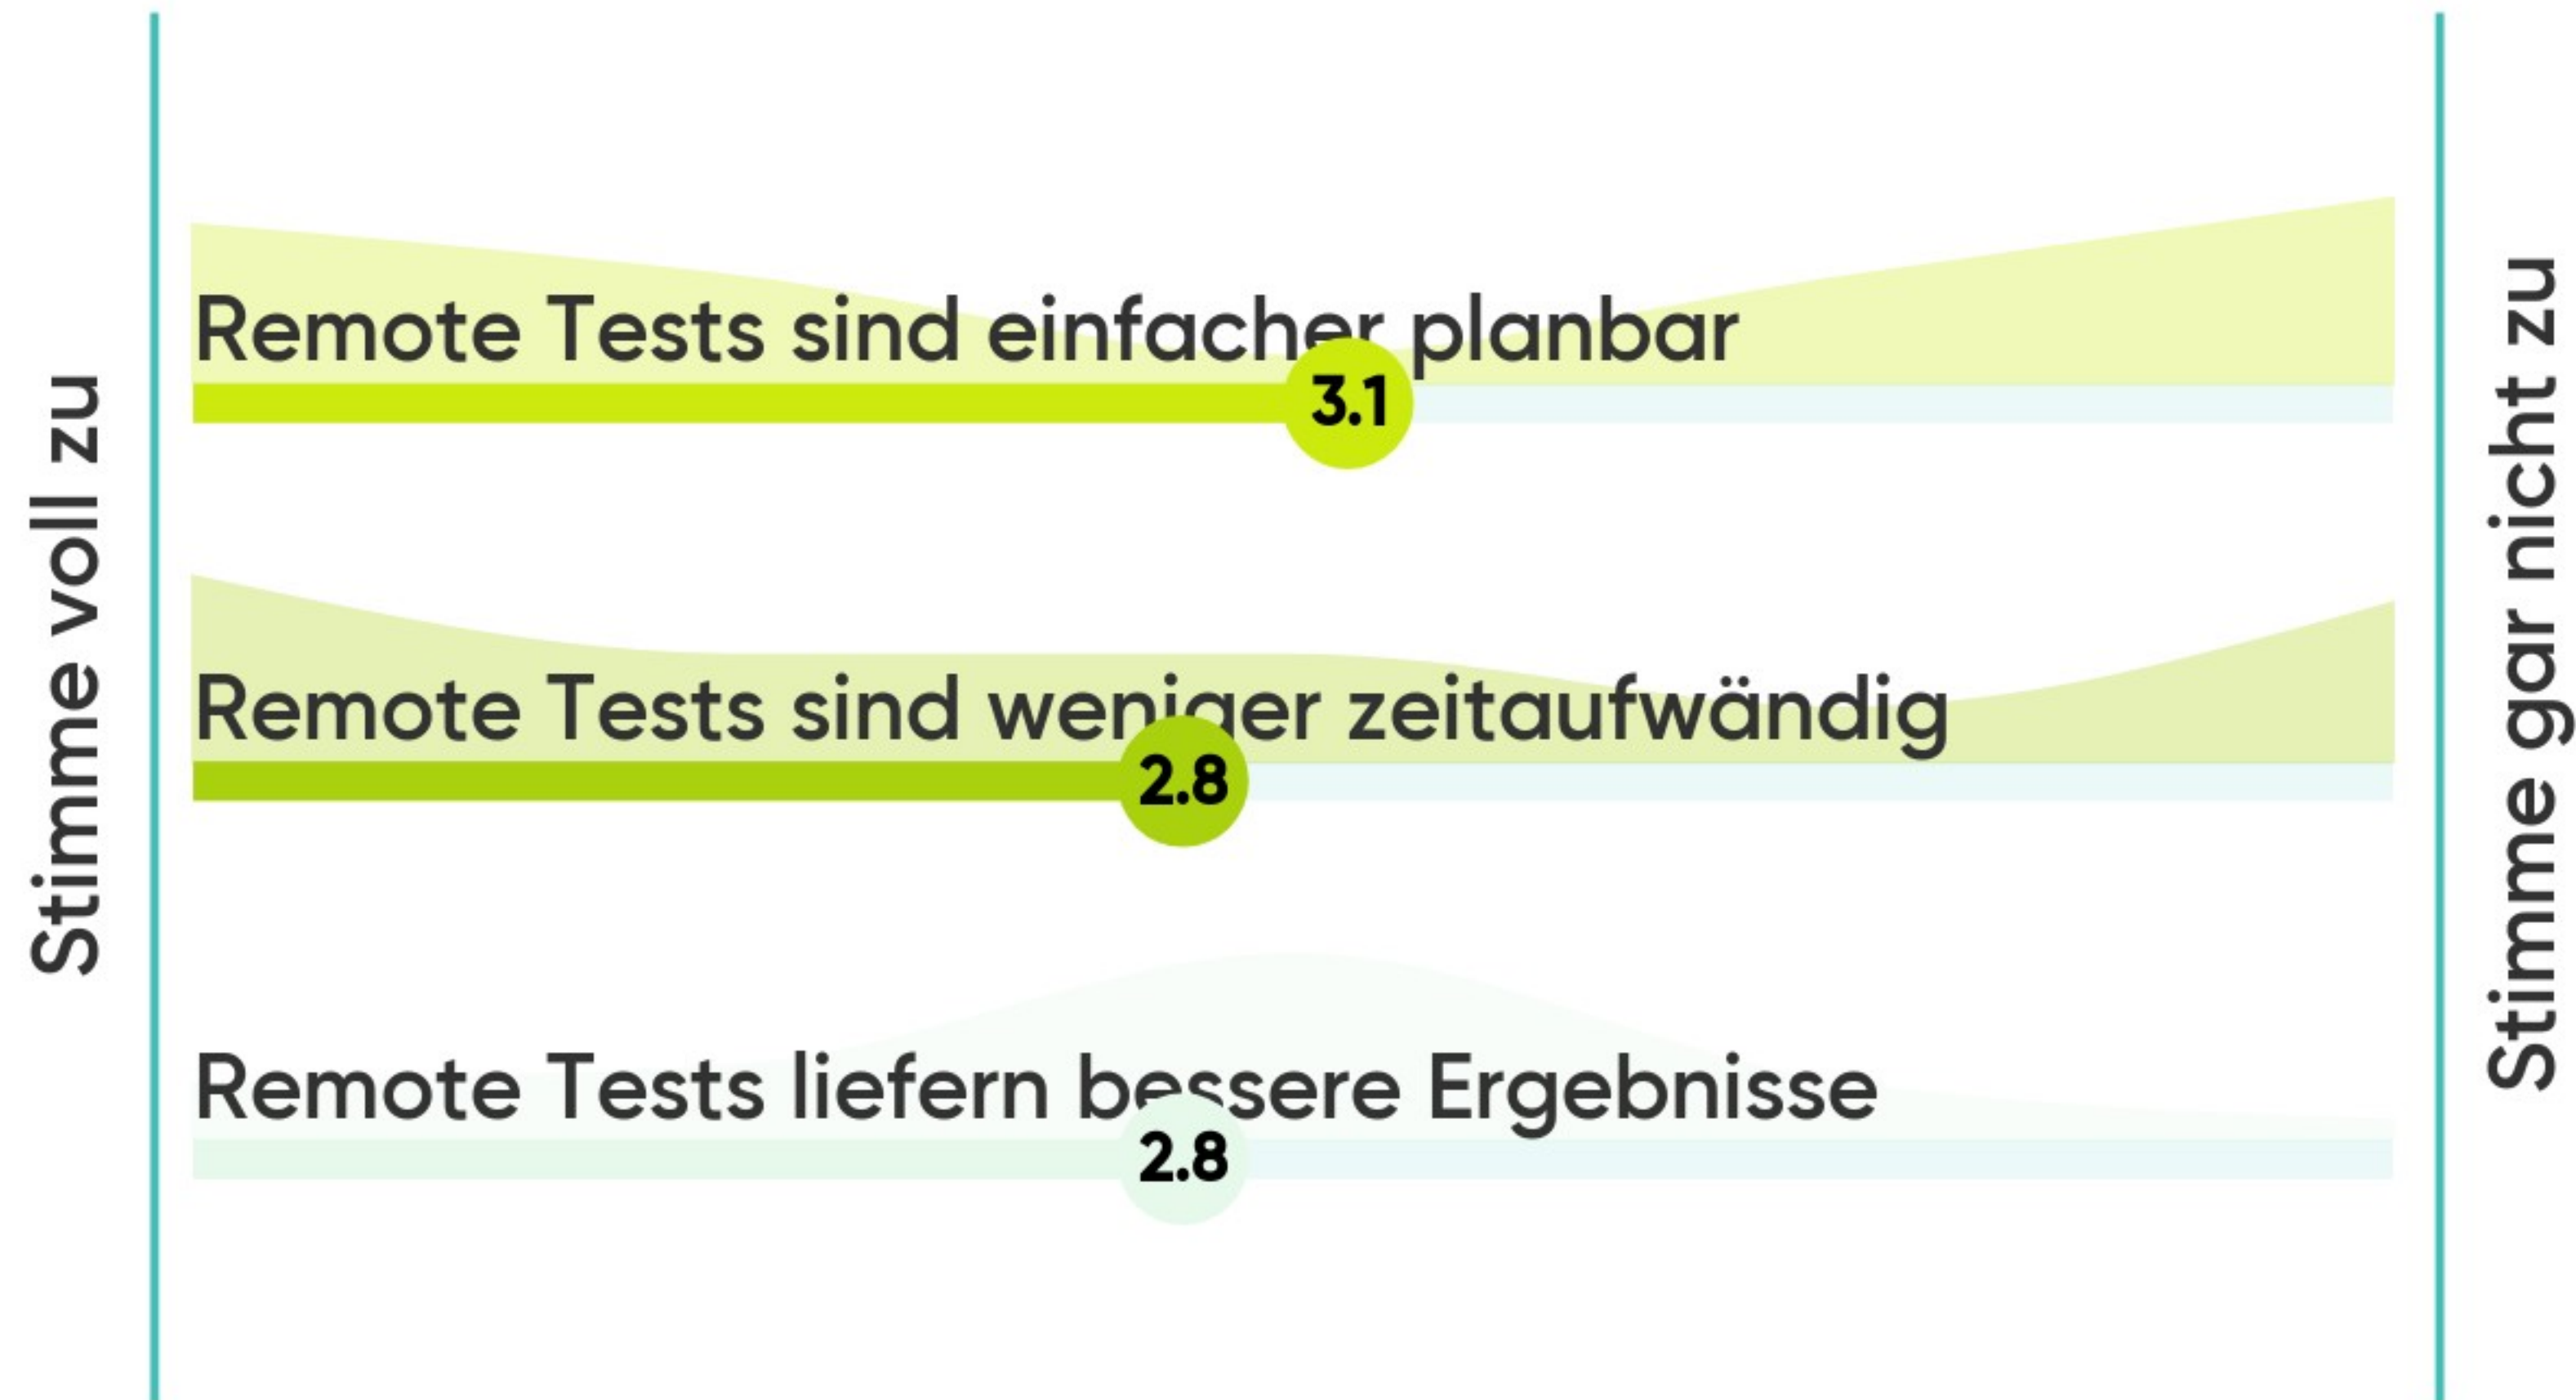 Stimme voll zu
Remote Tests sind einfacher planbar
3.1
Remote Tests sind weniger zeitaufwändig
2.8
Remote Tests liefern bessere Ergebnisse
2.8
Stimme gar nicht zu